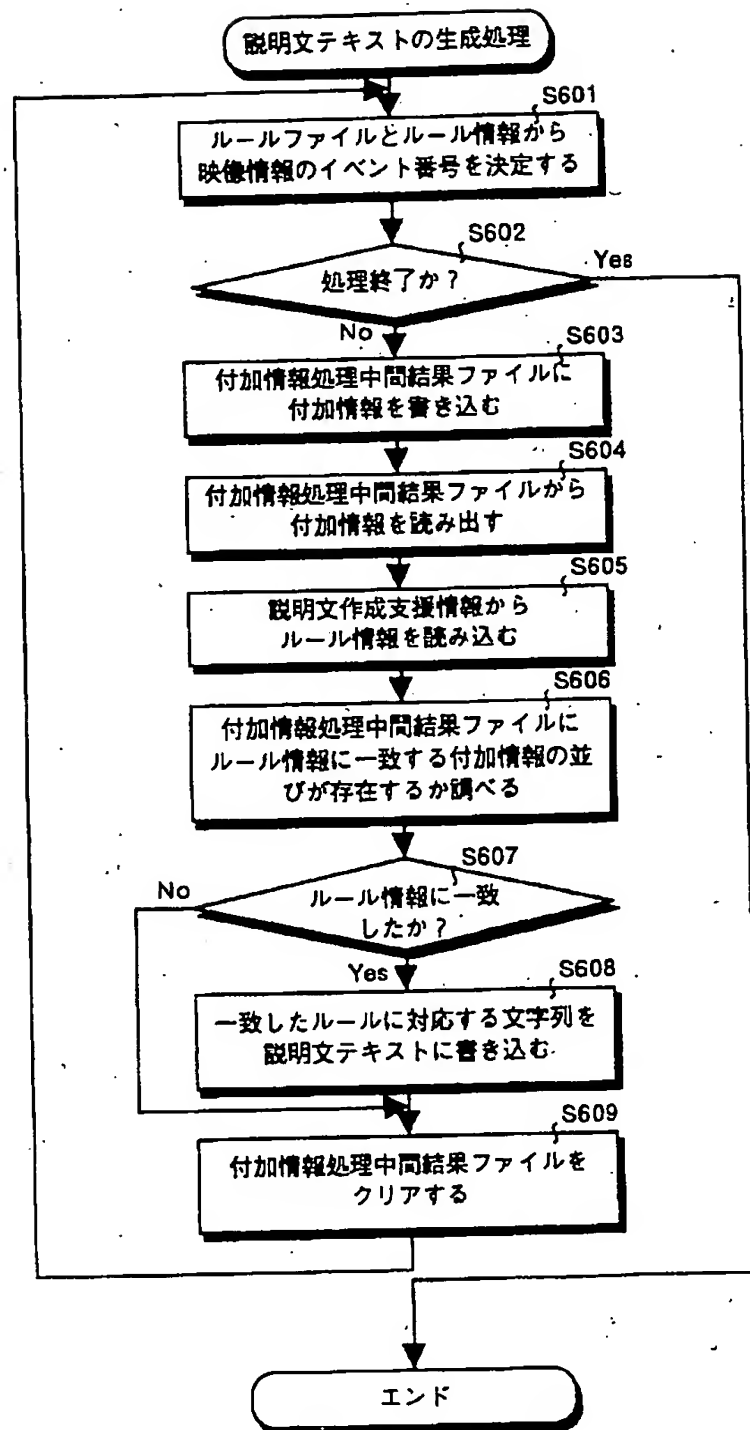 説明文テキストの生成処理
S601
ルールファイルとルール情報から
映像情報のイベント番号を決定する
S602
処理終了か？
Yes
No
S603
付加情報処理中間結果ファイルに
付加情報を書き込む
S604
付加情報処理中間結果ファイルから
付加情報を読み出す
S605
説明文作成支援情報から
ルール情報を読み込む
S606
付加情報処理中間結果ファイルに
ルール情報に一致する付加情報の並
びが存在するか調べる
S607
No
ルール情報に一致
したか？
Yes
S608
一致したルールに対応する文字列を
説明文テキストに書き込む
S609
付加情報処理中間結果ファイルを
クリアする
エンド